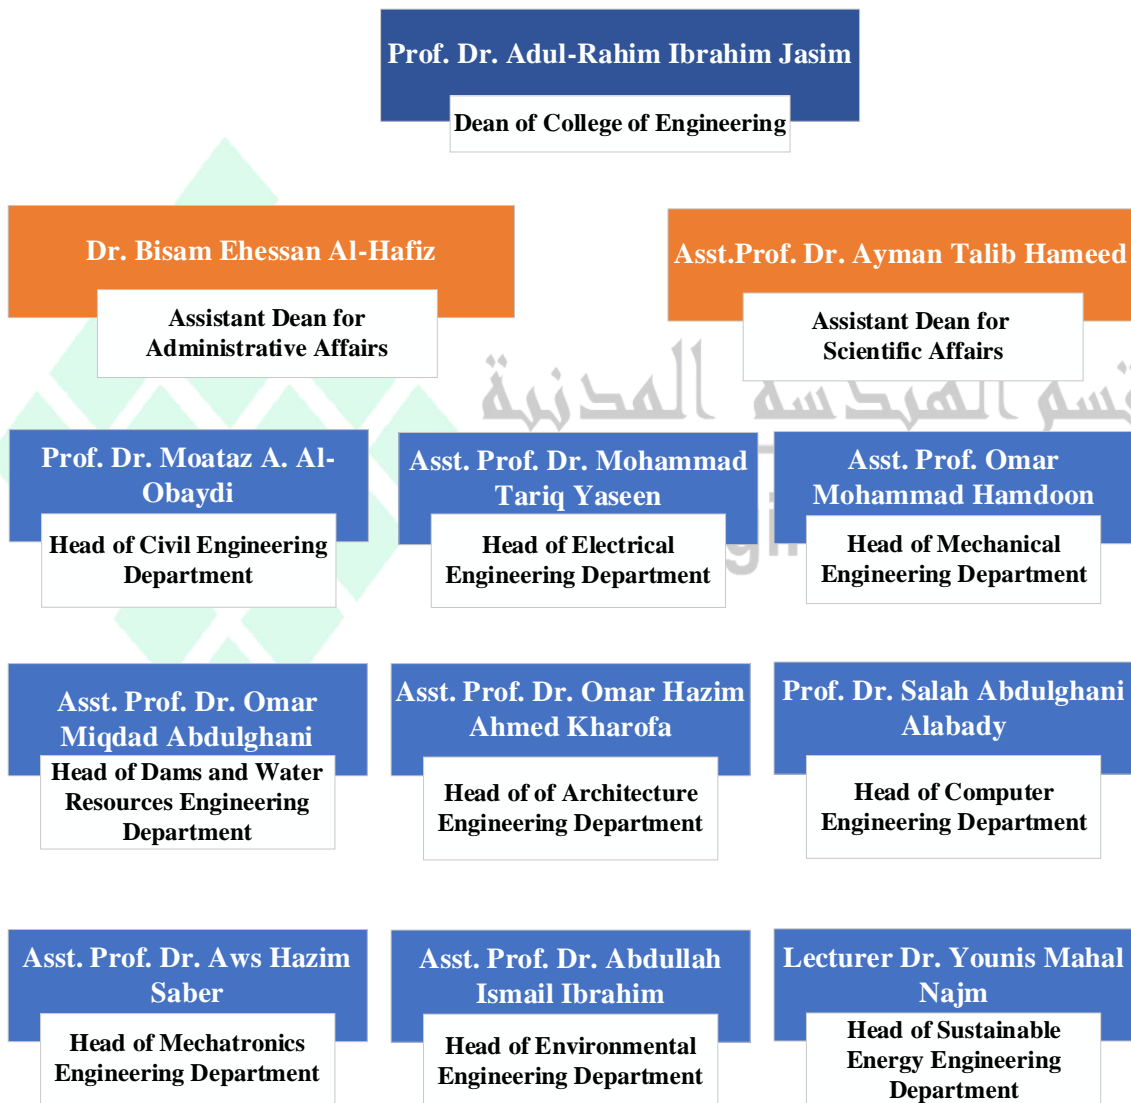 Prof. Dr. Adul-Rahim Ibrahim Jasim
Dean of College of Engineering
Dr. Bisam Ehessan Al-Hafiz
Assistant Dean for
Administrative Affairs
Asst.Prof. Dr. Ayman Talib Hameed
Assistant Dean for
Scientific Affairs
قسم الهندسة المدنية
Prof. Dr. Moataz A. Al-
Obaydi
Head of Civil Engineering
Department
Asst. Prof. Dr. Mohammad
Tariq Yaseen
Head of Electrical
Engineering Department
Asst. Prof. Omar
Mohammad Hamdoon
Head of Mechanical
Engineering Department
Asst. Prof. Dr. Omar
Miqdad Abdulghani
Head of Dams and Water
Resources Engineering
Department
Asst. Prof. Dr. Omar Hazim
Ahmed Kharofa
Head of of Architecture
Engineering Department
Prof. Dr. Salah Abdulghani
Alabady
Head of Computer
Engineering Department
Asst. Prof. Dr. Aws Hazim
Saber
Head of Mechatronics
Engineering Department
Asst. Prof. Dr. Abdullah
Ismail Ibrahim
Head of Environmental
Engineering Department
Lecturer Dr. Younis Mahal
Najm
Head of Sustainable
Energy Engineering
Department